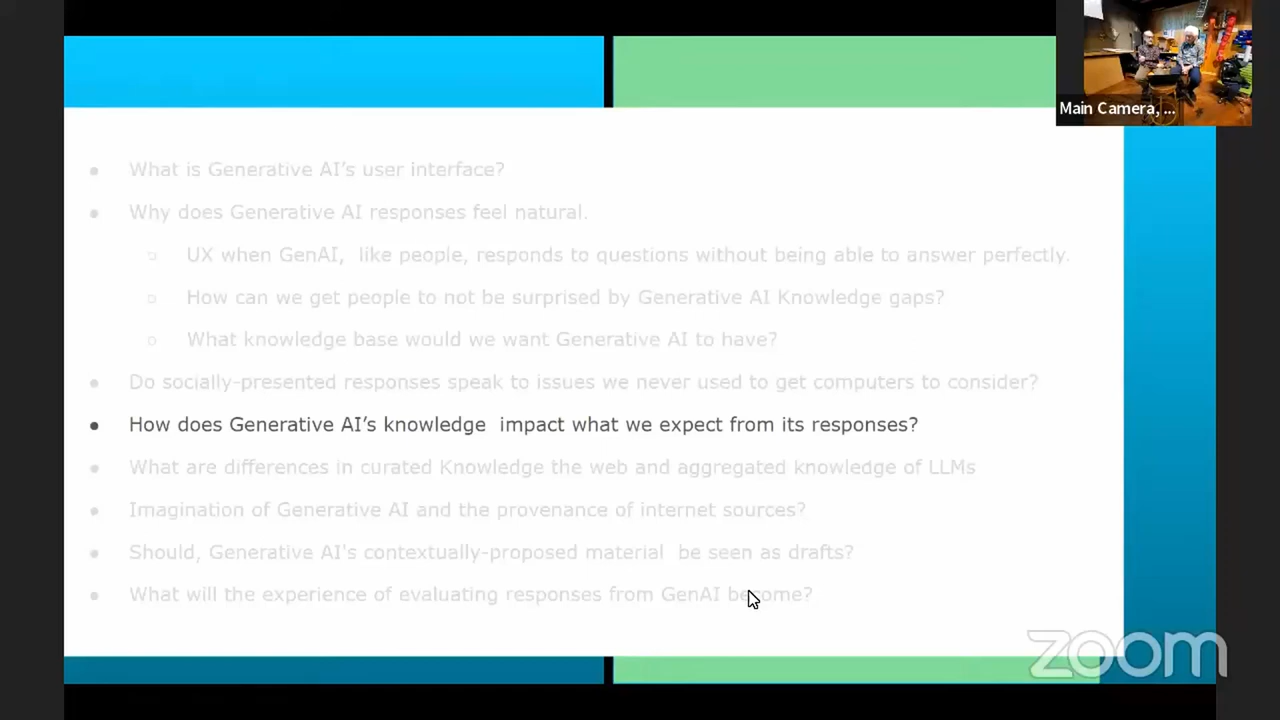 Main Camera, ...
What is Generative AI's user interface?
Why does Generative AI responses feel natural.
UX when GenAI, like people, responds to questions without being able to answer perfectly.
How can we get people to not be surprised by Generative AI Knowledge gaps?
What knowledge base would we want Generative AI to have?
Do socially-presented responses speak to issues we never used to get computers to consider?
How does Generative AI's knowledge impact what we expect from its responses?
What are differences in curated Knowledge the web and aggregated knowledge of LLMs
Imagination of Generative AI and the provenance of internet sources?
Should, Generative AI's contextually-proposed material be seen as drafts?
What will the experience of evaluating responses from GenAI become?
zoom